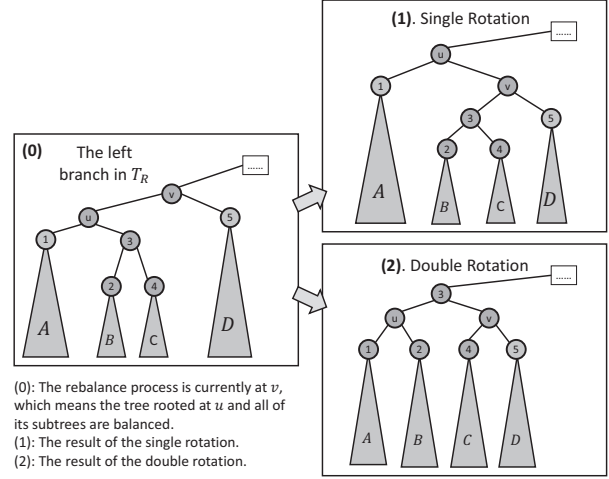 (1). Single Rotation
......
u
1
v
3
5
2
4
A
B
C
D
(0)
The left
branch in T_R
......
v
u
5
1
3
2
4
A
B
C
D
(2). Double Rotation
......
3
u
v
1
2
4
5
A
B
C
D
(0): The rebalance process is currently at v,
which means the tree rooted at u and all of
its subtrees are balanced.
(1): The result of the single rotation.
(2): The result of the double rotation.